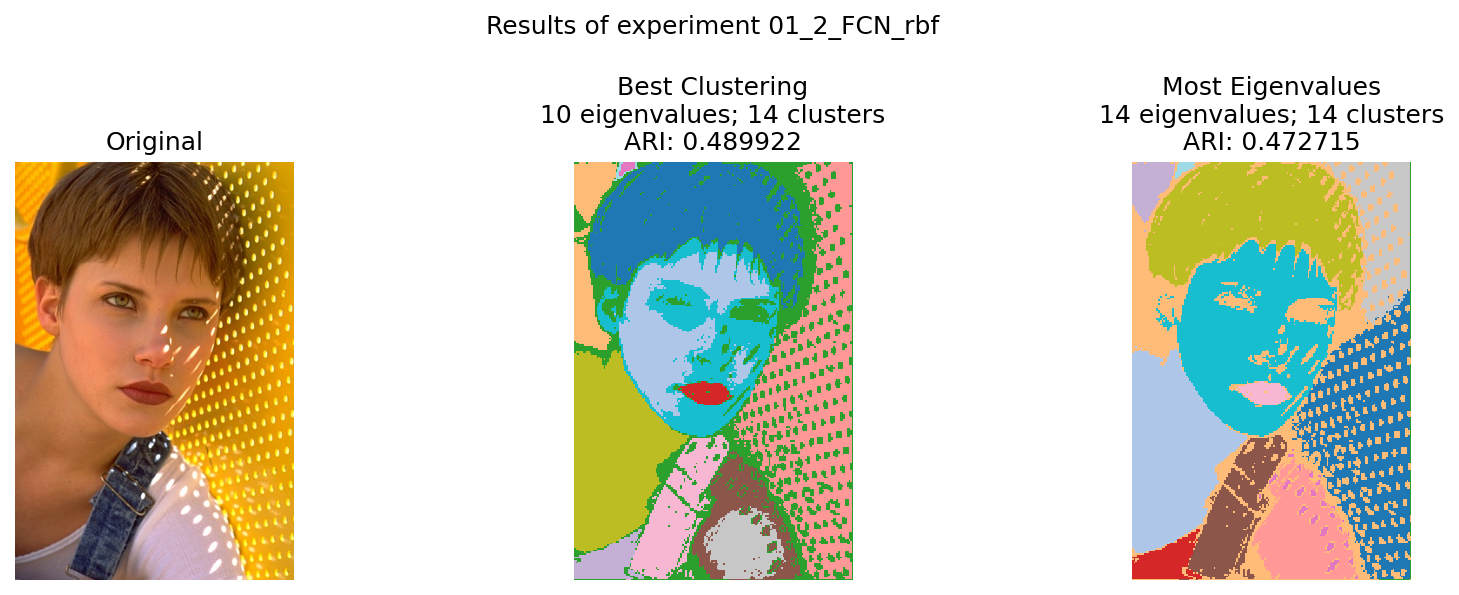 Results of experiment 01_2_FCN_rbf
Original
Best Clustering
10 eigenvalues; 14 clusters
ARI: 0.489922
Most Eigenvalues
14 eigenvalues; 14 clusters
ARI: 0.472715